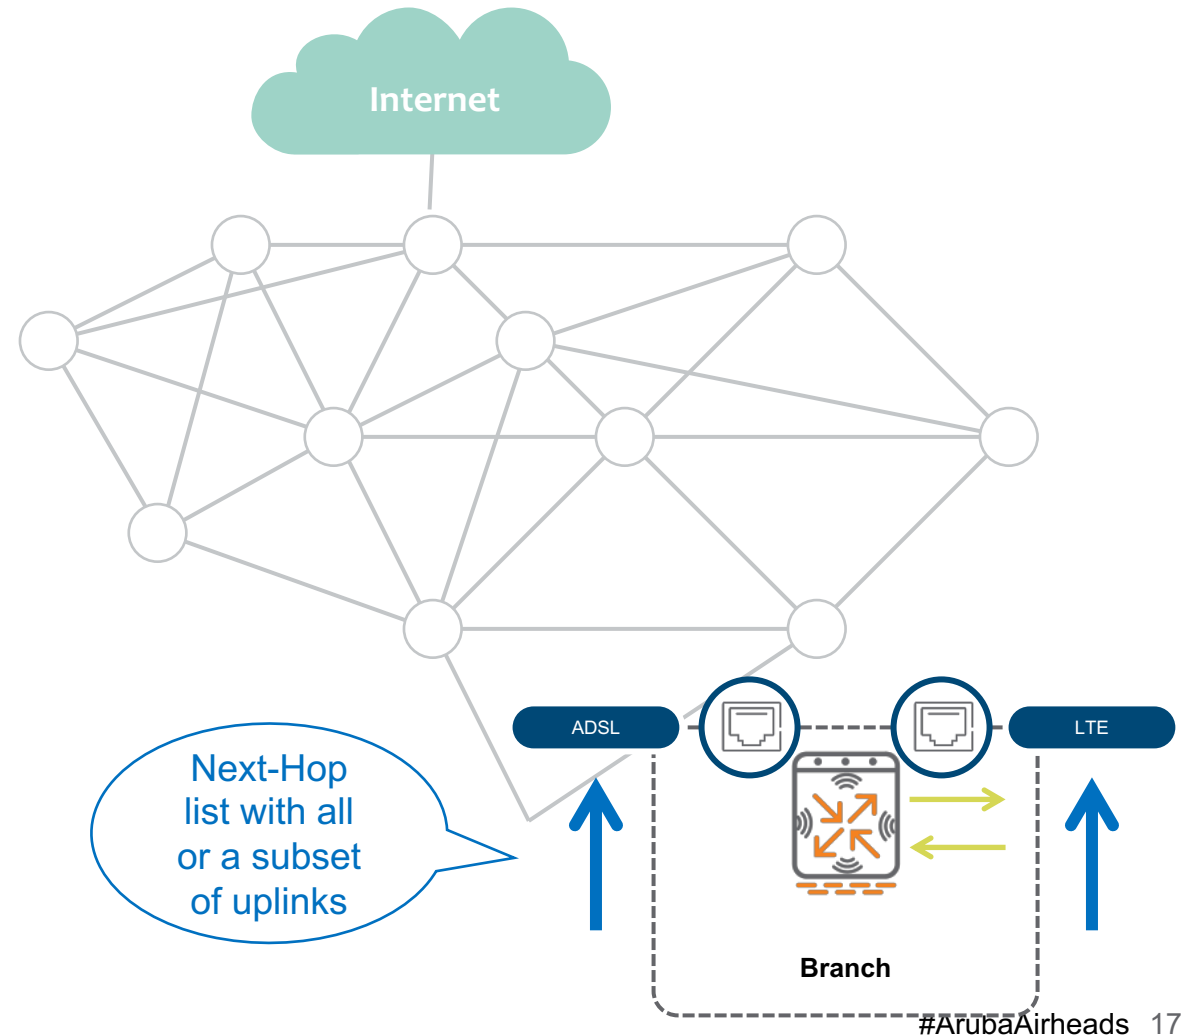 Internet
ADSL
LTE
Next-Hop
list with all
or a subset
of uplinks
Branch
#ArubaAirheads 17